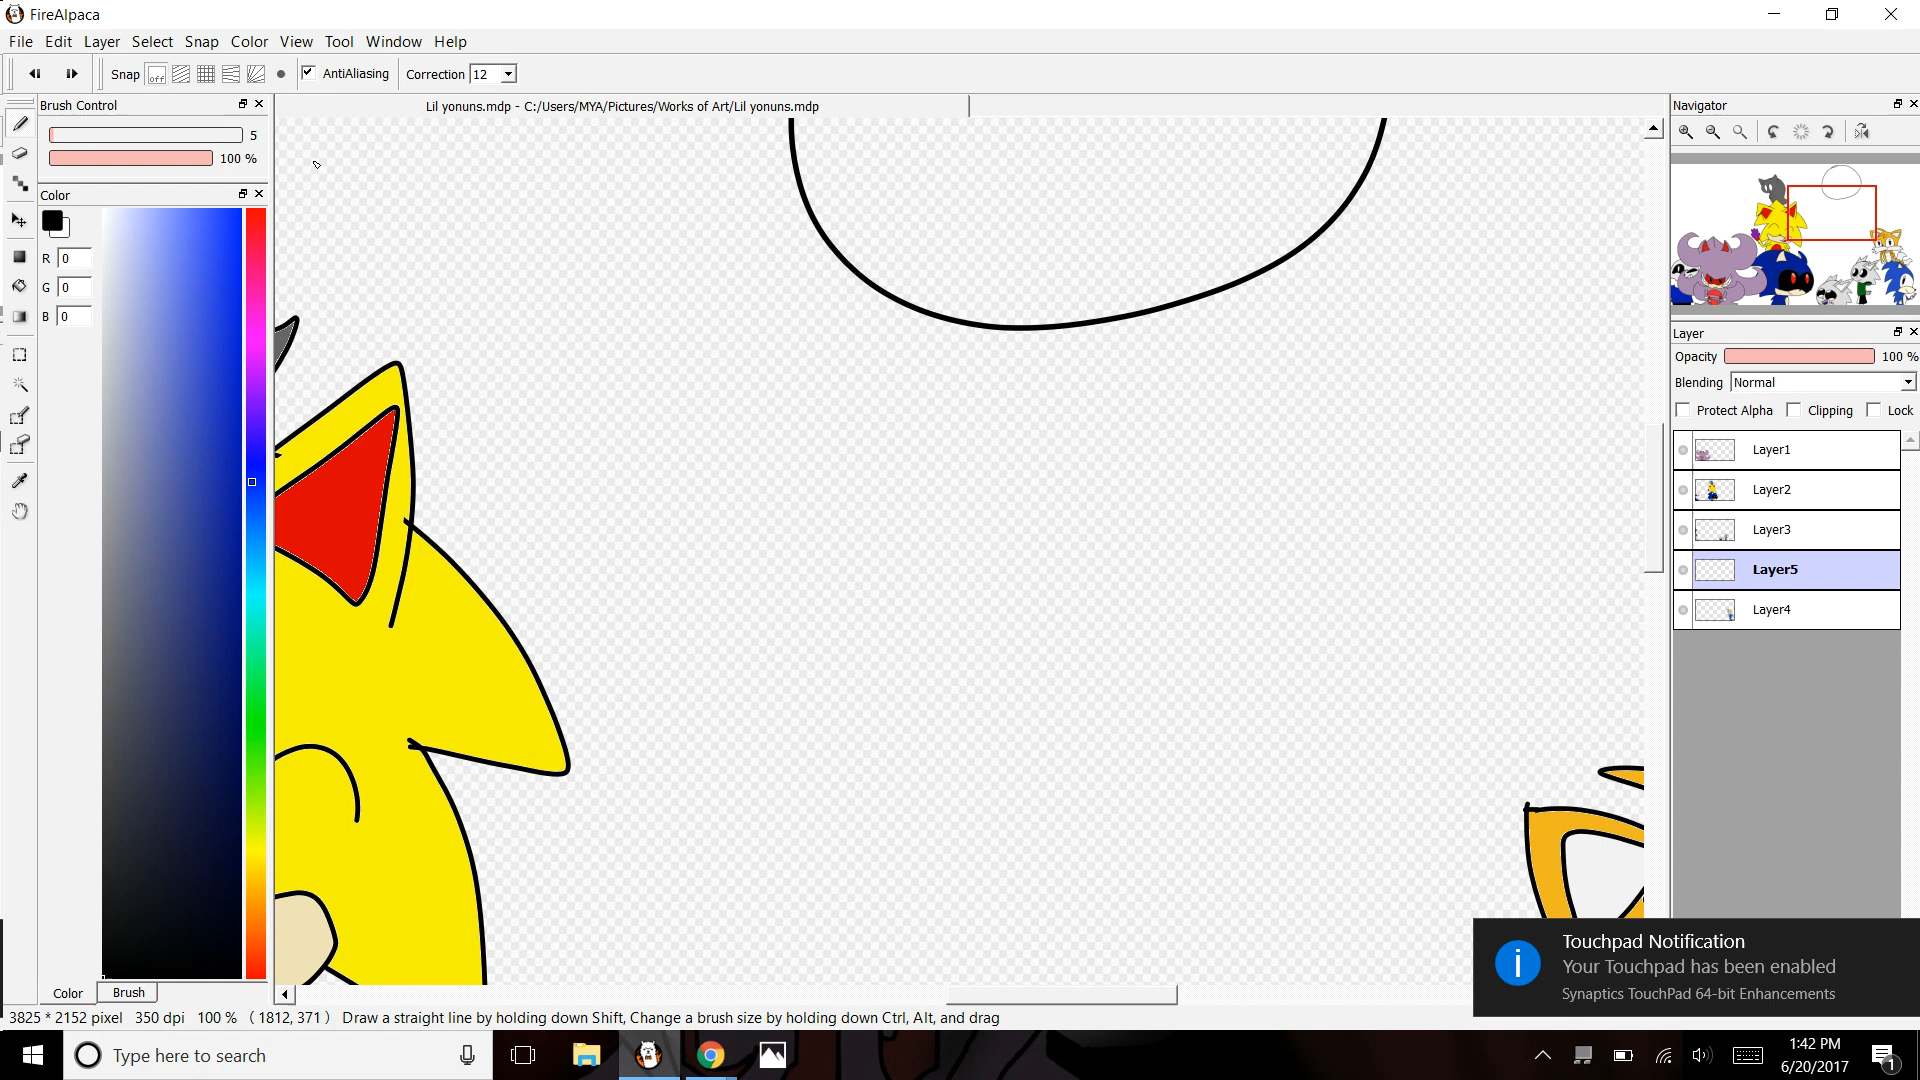 FireAlpaca
File Edit Layer Select Snap Color View Tool Window Help
Snap off AntiAliasing Correction 12
Brush Control
Lil yonuns.mdp - C:/Users/MYA/Pictures/Works of Art/Lil yonuns.mdp
Navigator
5
100 %
Color
R 0
G 0
B 0
Layer
Opacity 100 %
Blending Normal
Protect Alpha Clipping Lock
Layer1
Layer2
Layer3
Layer5
Layer4
Touchpad Notification
Your Touchpad has been enabled
Synaptics TouchPad 64-bit Enhancements
Color Brush
3825 * 2152 pixel 350 dpi 100 % ( 1812, 371 ) Draw a straight line by holding down Shift, Change a brush size by holding down Ctrl, Alt, and drag
Type here to search
1:42 PM
6/20/2017
1